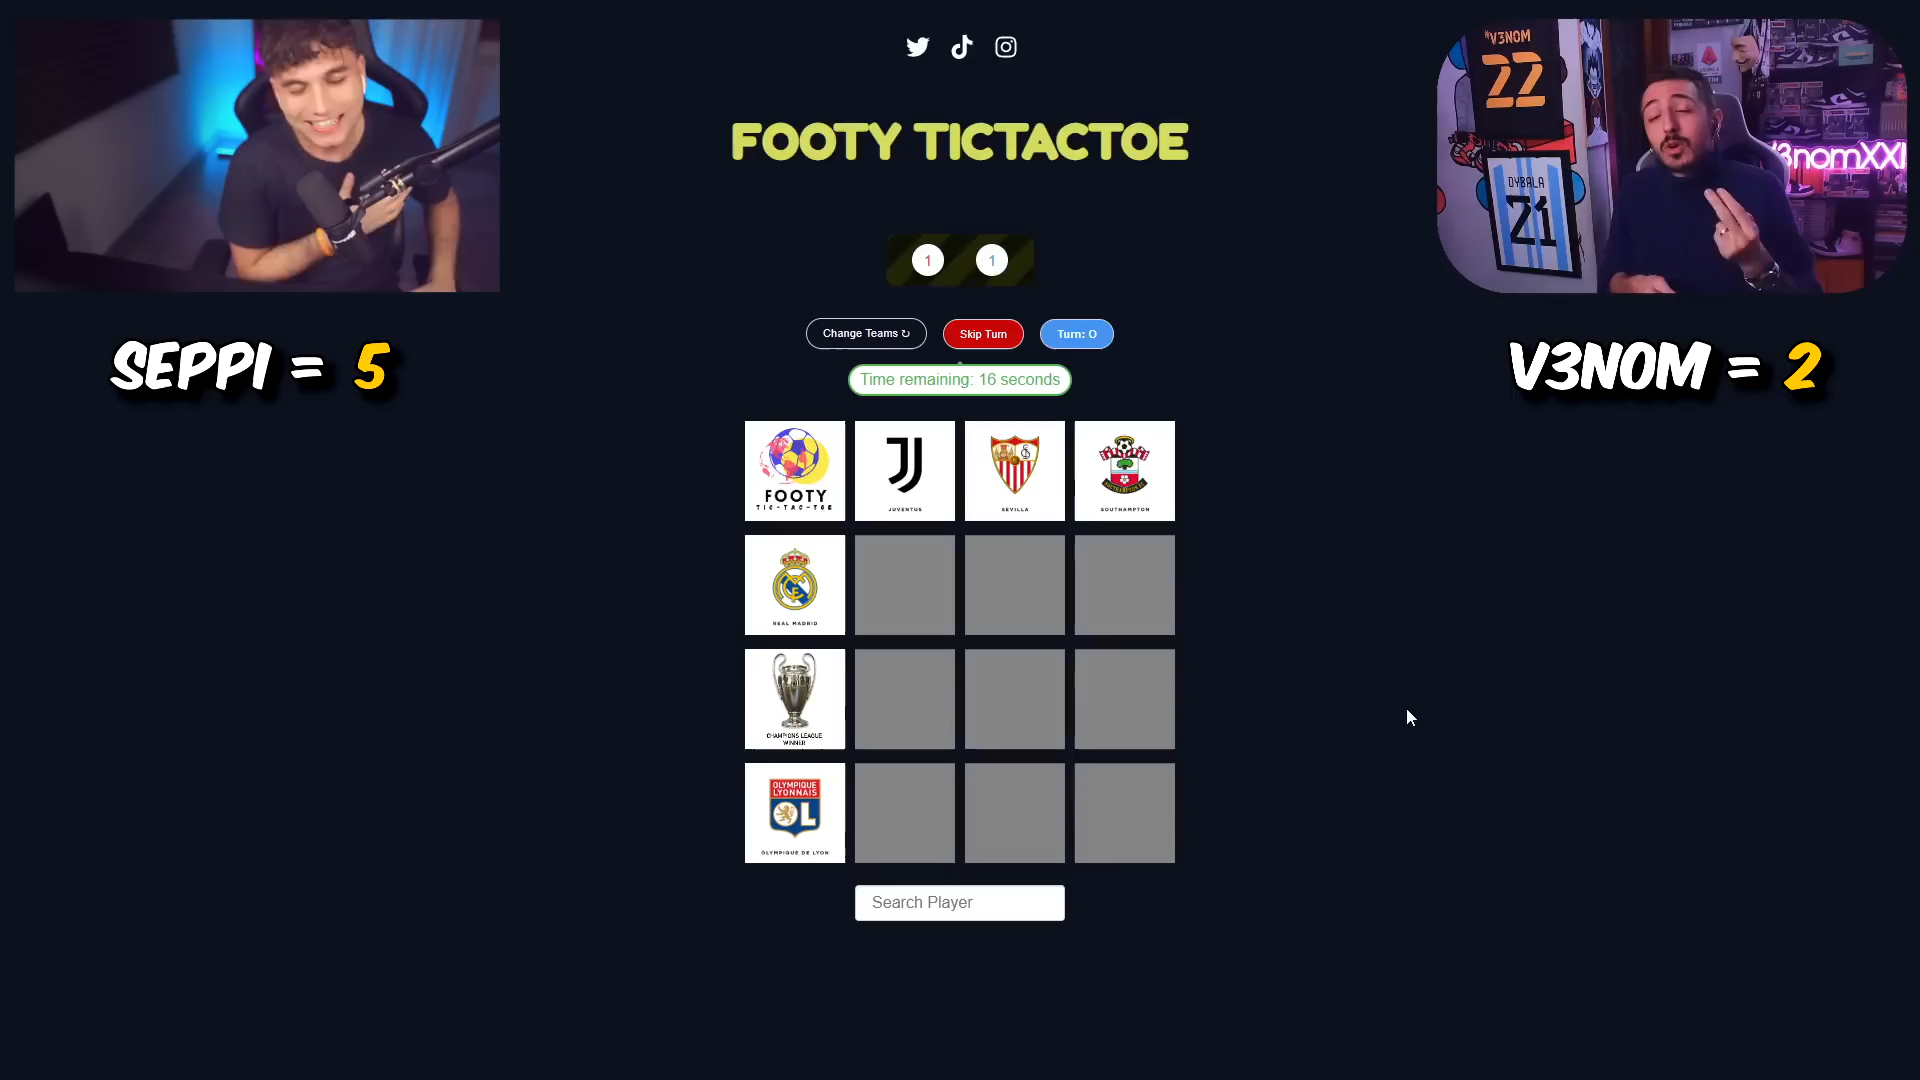 #V3NOM
22
DYBALA
21
V3nomXXI
FOOTY TICTACTOE
1 1
Change Teams ↻
Skip Turn
Turn: O
SEPPI = 5
V3NOM = 2
Time remaining: 16 seconds
FOOTY
TIC-TAC-TOE
JUVENTUS
SEVILLA
SOUTHAMPTON
REAL MADRID
CHAMPIONS LEAGUE
WINNER
OLYMPIQUE
LYONNAIS
OL
OLYMPIQUE DE LYON
Search Player